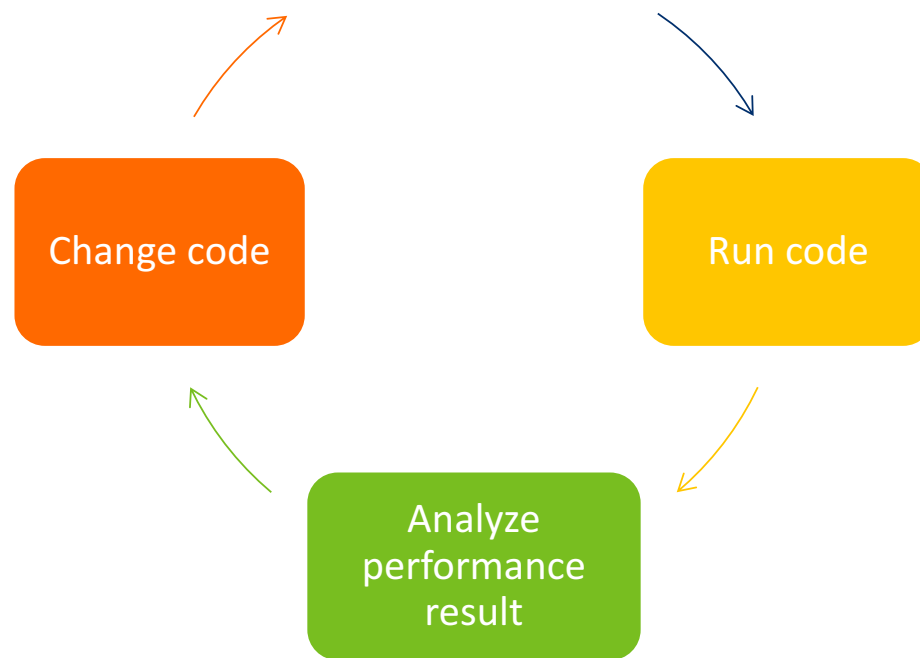 Change code
Run code
Analyze
performance
result